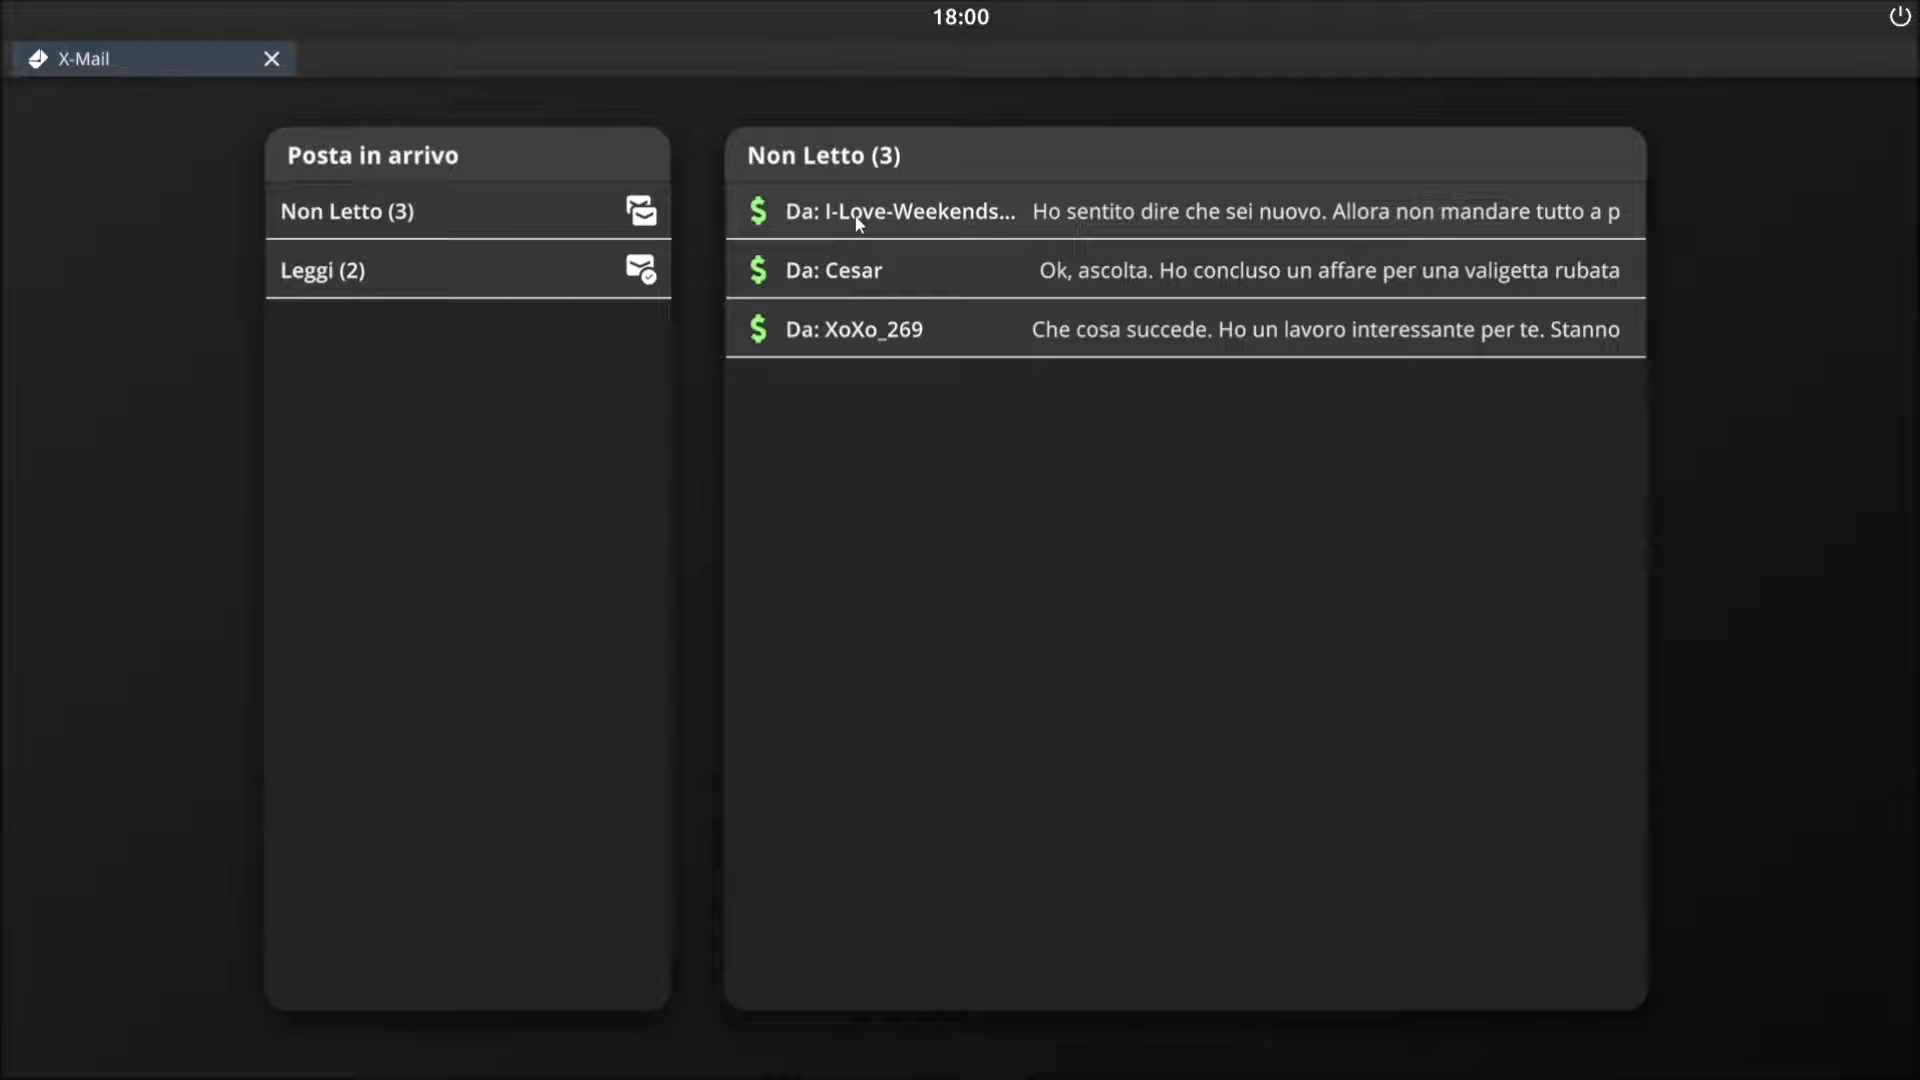 18:00
X-Mail
Posta in arrivo
Non Letto (3)
Leggi (2)
Non Letto (3)
Da: I-Love-Weekends... Ho sentito dire che sei nuovo. Allora non mandare tutto a p
Da: Cesar Ok, ascolta. Ho concluso un affare per una valigetta rubata
Da: XoXo_269 Che cosa succede. Ho un lavoro interessante per te. Stanno